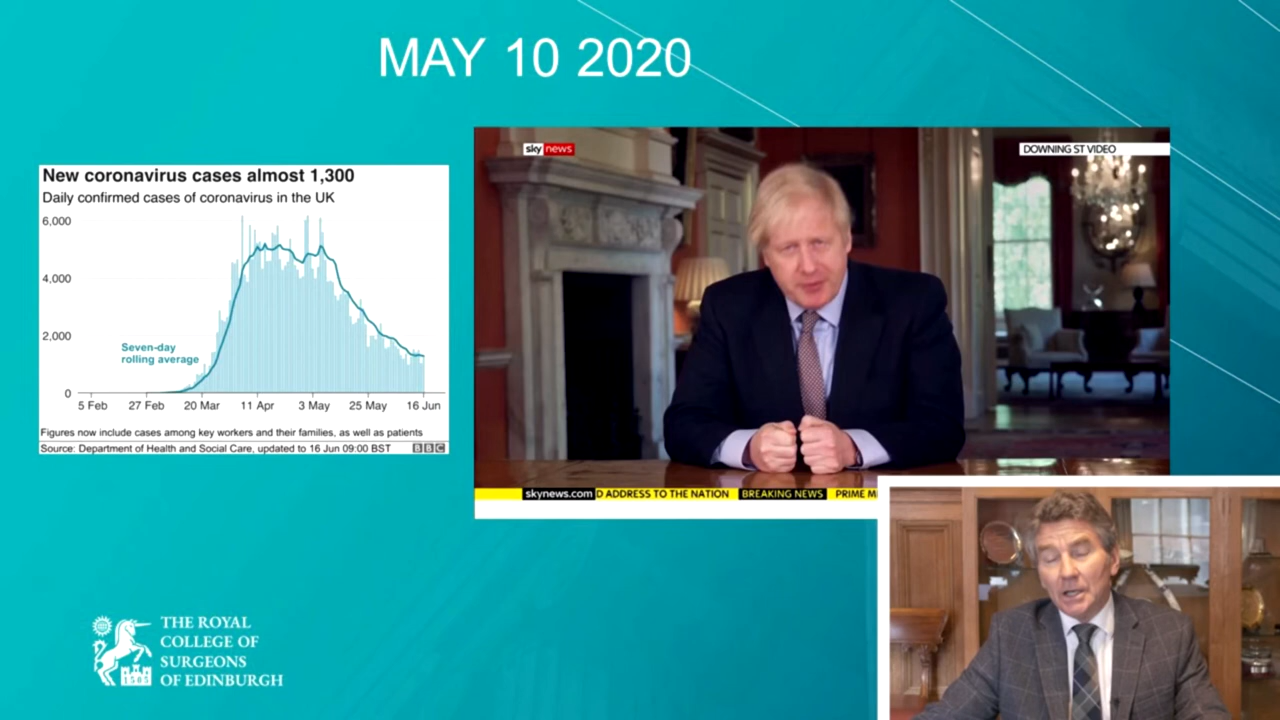 MAY 10 2020
New coronavirus cases almost 1,300
Daily confirmed cases of coronavirus in the UK
6,000
4,000
2,000
0
Seven-day
rolling average
5 Feb 27 Feb 20 Mar 11 Apr 3 May 25 May 16 Jun
Figures now include cases among key workers and their families, as well as patients
Source: Department of Health and Social Care, updated to 16 Jun 09:00 BST BBC
sky news
DOWNING ST VIDEO
skynews.com D ADDRESS TO THE NATION BREAKING NEWS PRIME M
THE ROYAL
COLLEGE OF
SURGEONS
OF EDINBURGH